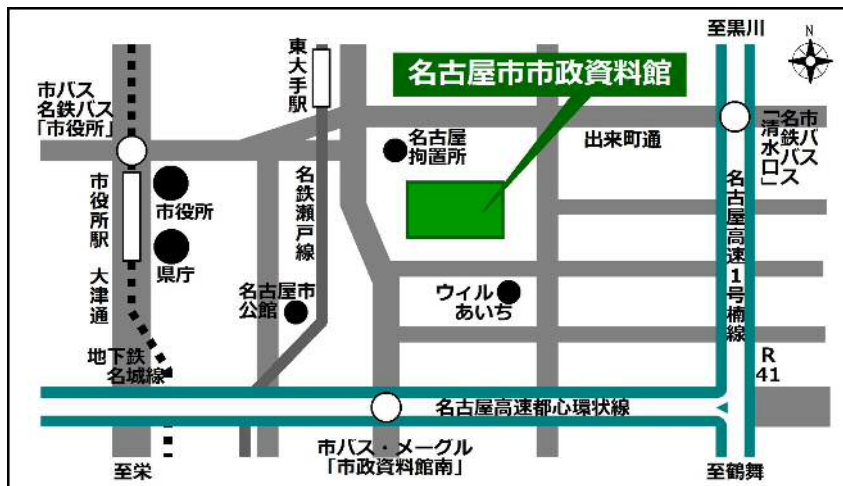 至黒川
N
東大手駅
名古屋市市政資料館
市バス
名鉄バス
「市役所」
名古屋
拘置所
出来町通
市バス
名鉄バス
「清水口」
市役所駅
市役所
名鉄瀬戸線
名古屋高速1号楠線
県庁
大津通
名古屋市
公館
ウィル
あいち
地下鉄
名城線
R
41
名古屋高速都心環状線
市バス・メーグル
「市政資料館南」
至栄
至鶴舞